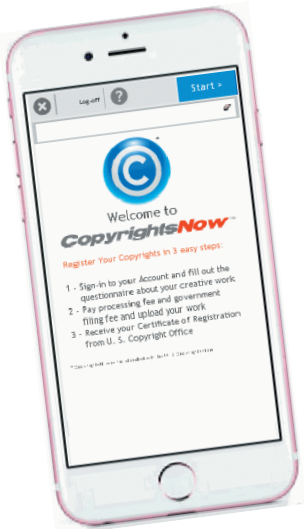 Log-off
?
Start >
©
Welcome to
CopyrightsNow™
Register Your Copyrights in 3 easy steps:
1 - Sign-in to your Account and fill out the
questionnaire about your creative work
2 - Pay processing fee and government
filing fee and upload your work
3 - Receive your Certificate of Registration
from U. S. Copyright Office